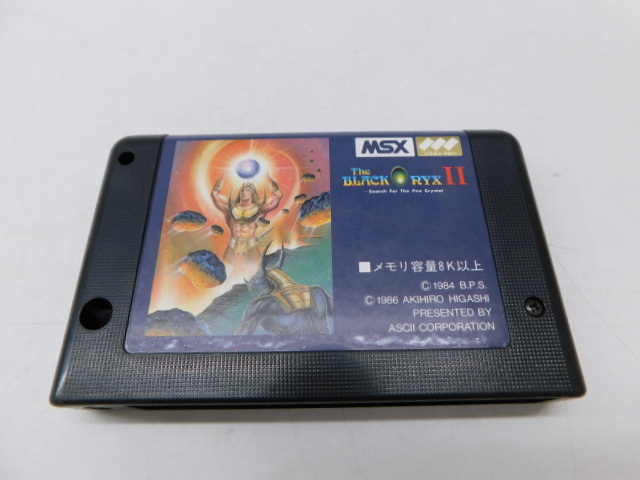 MSX
The
BLACK ONYX II
Search For The Fire Crystal
■メモリ容量8K以上
© 1984 B.P.S.
© 1986 AKIHIRO HIGASHI
PRESENTED BY
ASCII CORPORATION